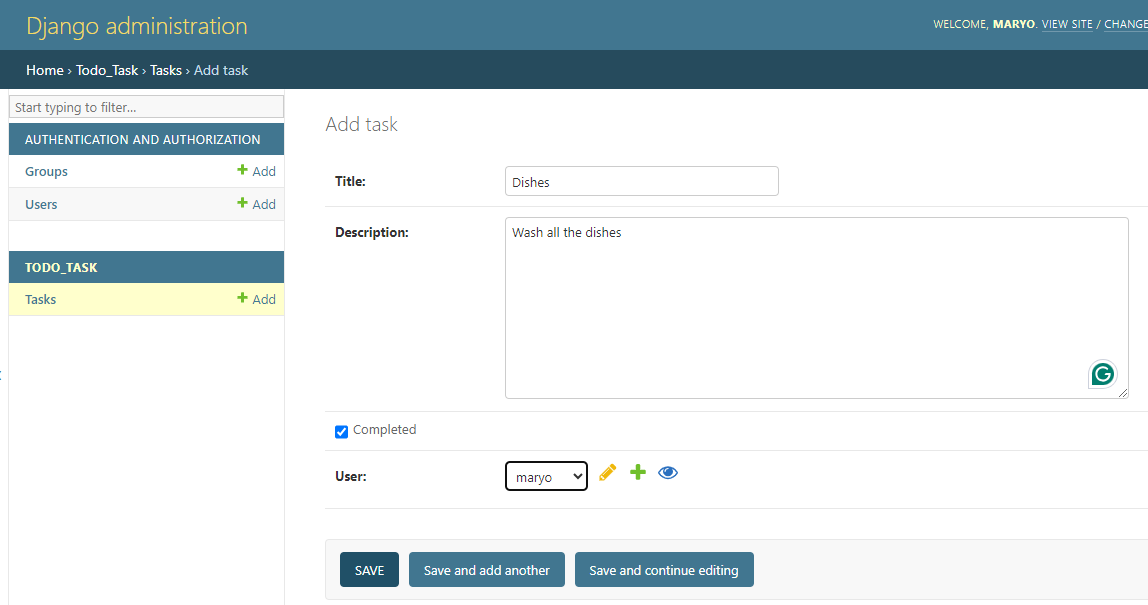 Django administration
WELCOME, MARYO. VIEW SITE / CHANGE
Home › Todo_Task › Tasks › Add task
Start typing to filter...
AUTHENTICATION AND AUTHORIZATION
Groups + Add
Users + Add
TODO_TASK
Tasks + Add
Add task
Title: Dishes
Description: Wash all the dishes
Completed
User: maryo
SAVE Save and add another Save and continue editing